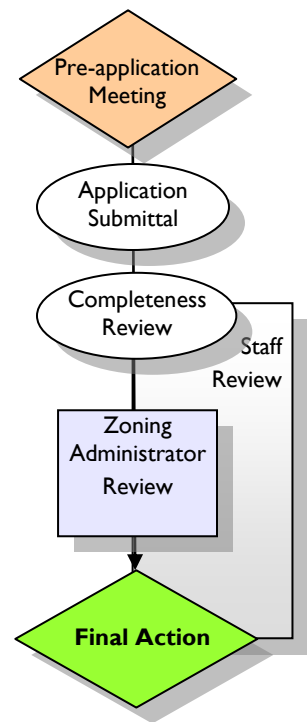 Pre-application
Meeting
Application
Submittal
Completeness
Review
Staff
Review
Zoning
Administrator
Review
Final Action